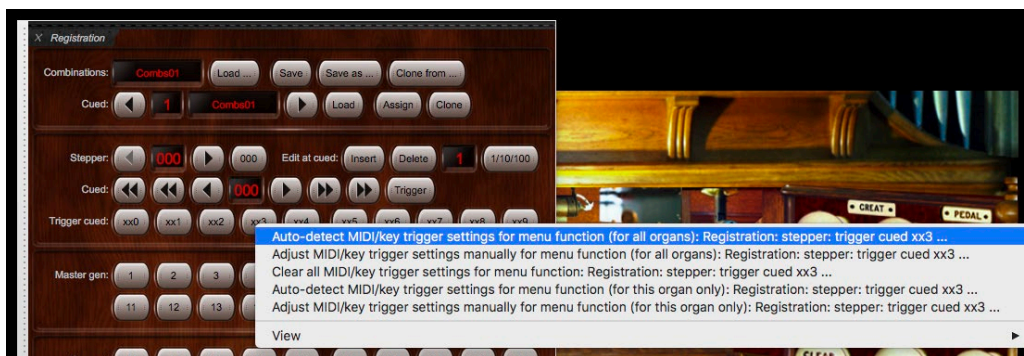 X Registration
Combinations: Combs01 Load ... Save Save as ... Clone from ...
Cued: 1 Combs01 Load Assign Clone
Stepper: 000 000 Edit at cued: Insert Delete 1 1/10/100
Cued: 000 Trigger
Trigger cued: xx0 xx1 xx2 xx3 xx4 xx5 xx6 xx7 xx8 xx9
GREAT PEDAL
Auto-detect MIDI/key trigger settings for menu function (for all organs): Registration: stepper: trigger cued xx3 ...
Adjust MIDI/key trigger settings manually for menu function (for all organs): Registration: stepper: trigger cued xx3 ...
Clear all MIDI/key trigger settings for menu function: Registration: stepper: trigger cued xx3 ...
Auto-detect MIDI/key trigger settings for menu function (for this organ only): Registration: stepper: trigger cued xx3 ...
Adjust MIDI/key trigger settings manually for menu function (for this organ only): Registration: stepper: trigger cued xx3 ...
View
Master gen: 1 2 3
11 12 13